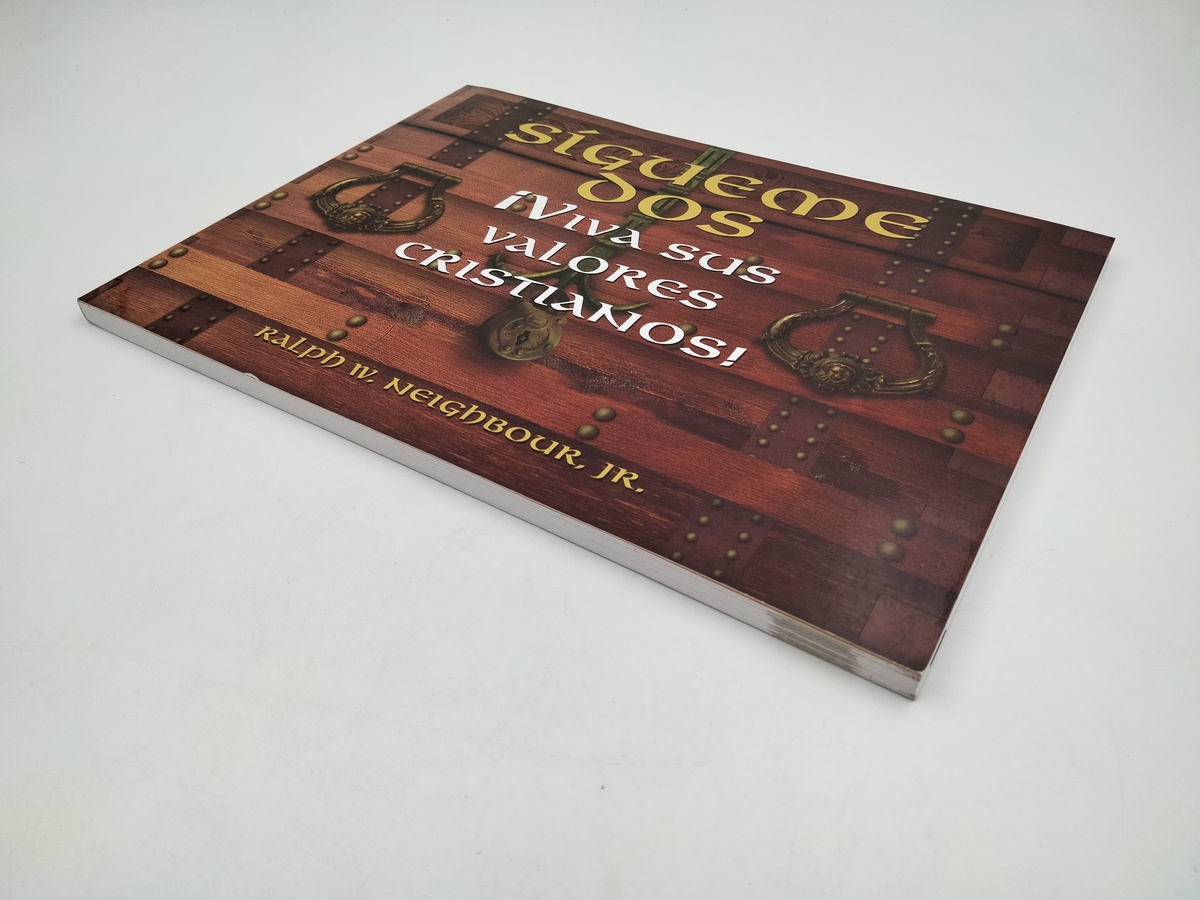 SÍGUEME
DOS
¡VIVA SUS
VALORES
CRISTIANOS!
RALPH W. NEIGHBOUR, JR.